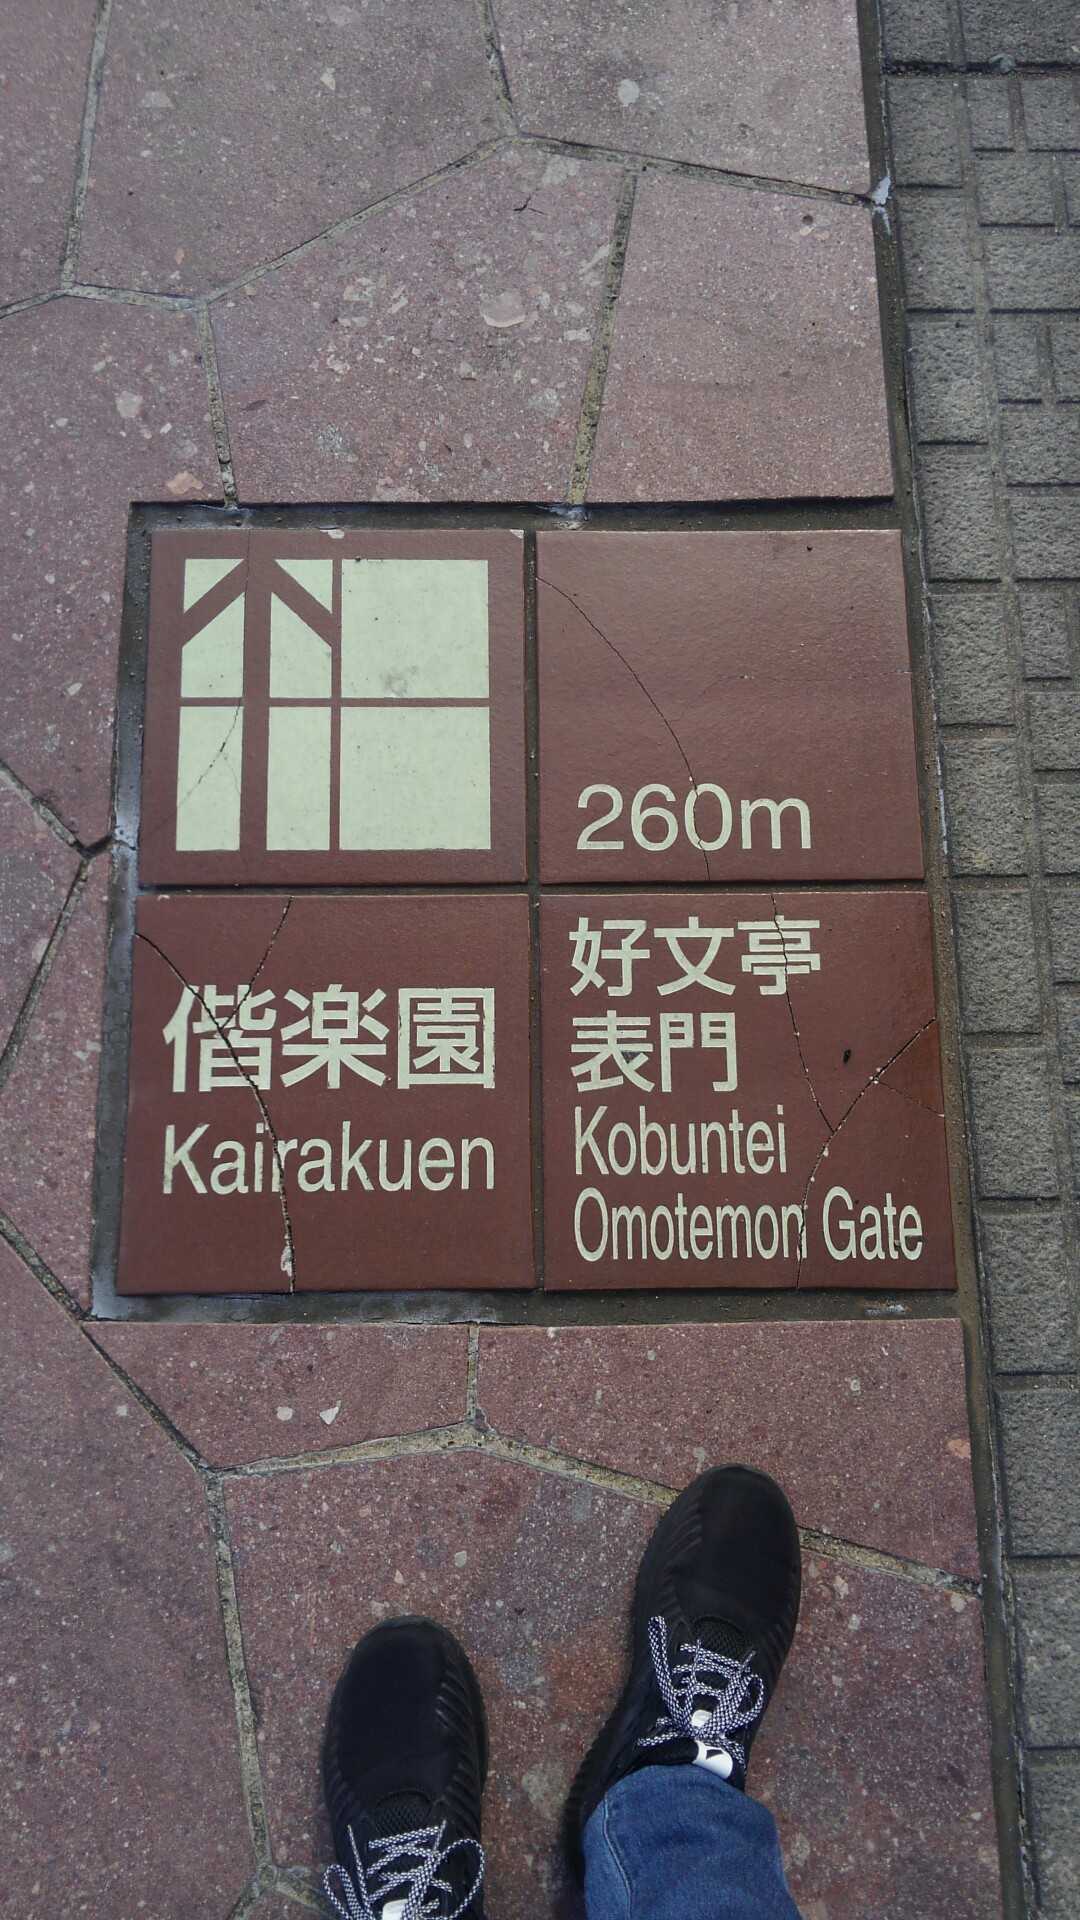 260m
偕楽園
Kairakuen
好文亭
表門
Kobuntei
Omotemon Gate